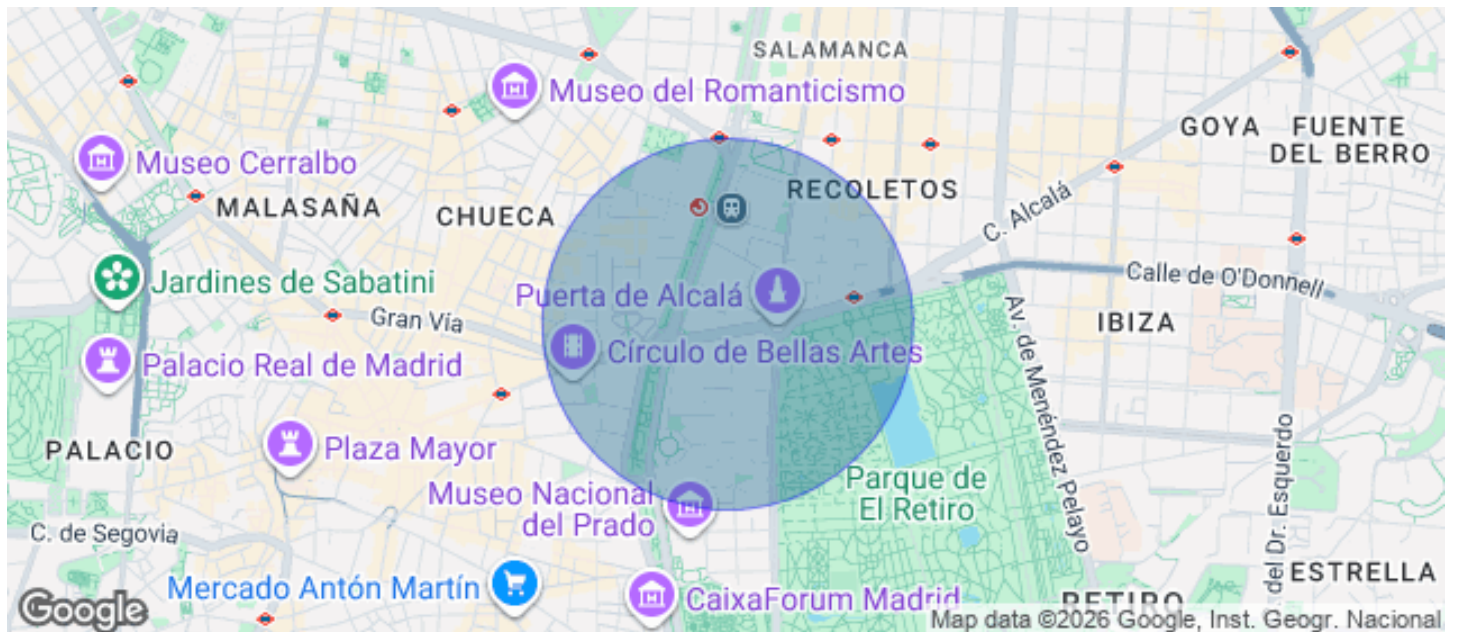 SALAMANCA
Museo del Romanticismo
GOYA
FUENTE
DEL BERRO
Museo Cerralbo
RECOLETOS
MALASAÑA
CHUECA
C. Alcalá
Jardines de Sabatini
Calle de O'Donnell
Puerta de Alcalá
Gran Vía
IBIZA
Círculo de Bellas Artes
Palacio Real de Madrid
Av. de Menéndez Pelayo
PALACIO
Plaza Mayor
Parque de
El Retiro
Museo Nacional
del Prado
. del Dr. Esquerdo
C. de Segovia
ESTRELLA
Mercado Antón Martín
CaixaForum Madrid
RETIRO
Google
Map data ©2026 Google, Inst. Geogr. Nacional